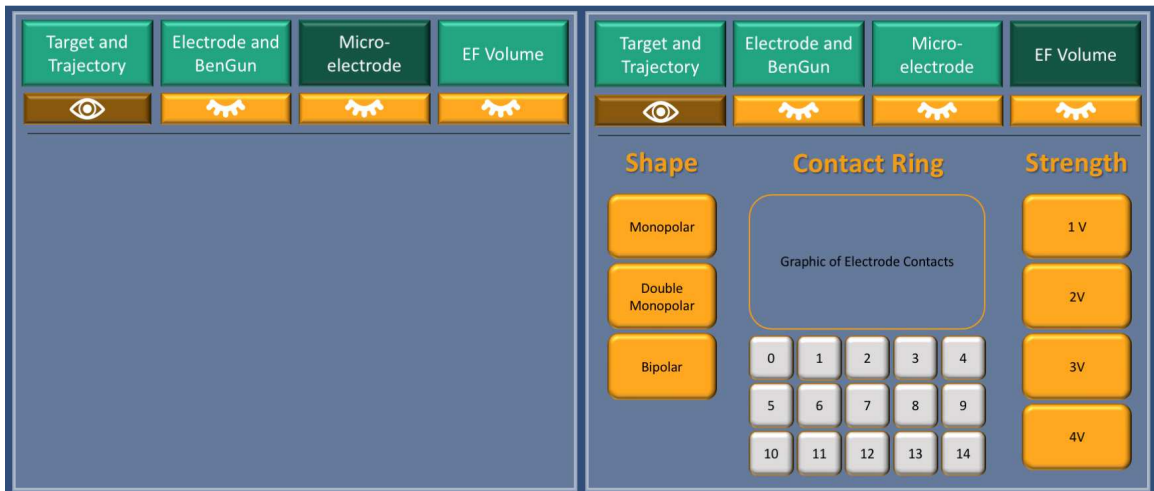 Target and
Trajectory
Electrode and
BenGun
Micro-
electrode
EF Volume
Target and
Trajectory
Electrode and
BenGun
Micro-
electrode
EF Volume
Shape
Contact Ring
Strength
Monopolar
Double
Monopolar
Bipolar
Graphic of Electrode Contacts
0 1 2 3 4
5 6 7 8 9
10 11 12 13 14
1 V
2V
3V
4V